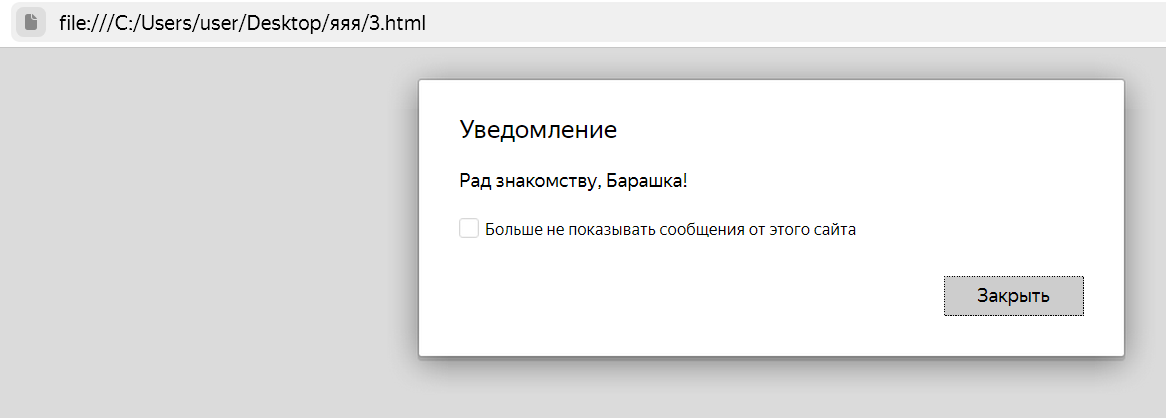 file:///C:/Users/user/Desktop/яяя/3.html
Уведомление
Рад знакомству, Барашка!
Больше не показывать сообщения от этого сайта
Закрыть